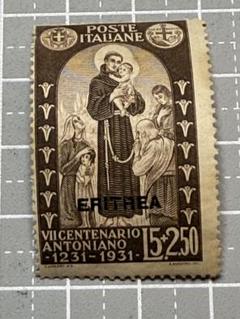 POSTE
ITALIANE
ERITREA
VII CENTENARIO
ANTONIANO
-1231-1931-
L5+2.50